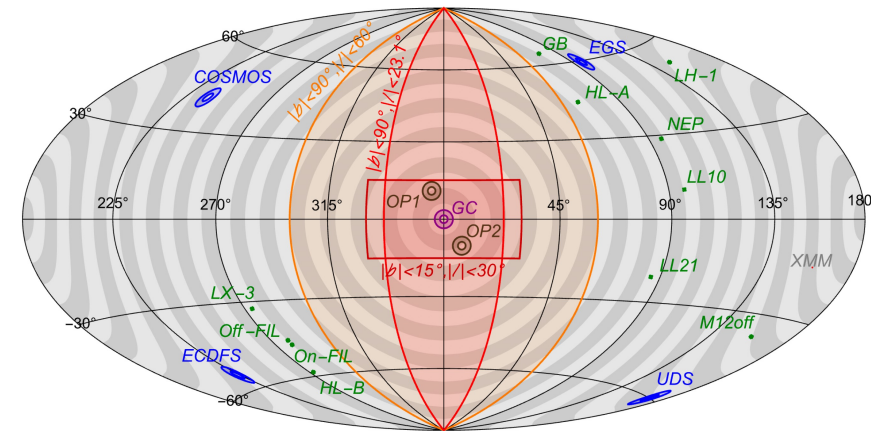 60°
GB
EGS
LH−1
COSMOS
|b|<90°,|l|<60°
|b|<90°,|l|<23.1°
HL−A
30°
NEP
LL10
OP1
GC
225°
270°
315°
45°
90°
135°
180
OP2
|b|<15°,|l|<30°
LL21
XMM
LX−3
−30°
Off−FIL
M12off
ECDFS
On−FIL
HL−B
UDS
−60°